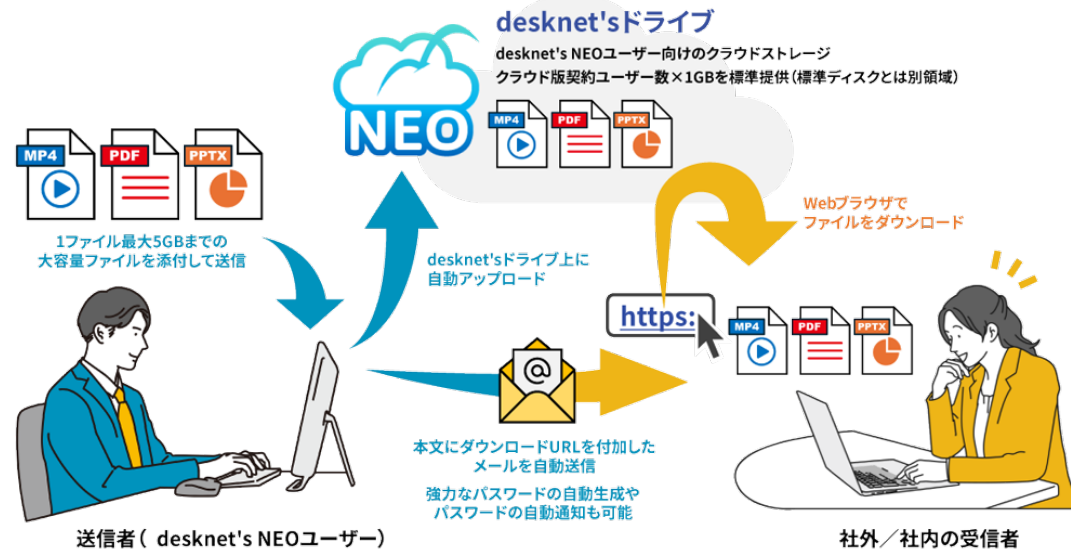 desknet'sドライブ
desknet's NEOユーザー向けのクラウドストレージ
クラウド版契約ユーザー数×1GBを標準提供(標準ディスクとは別領域)
NEO
MP4
PDF
PPTX
MP4
PDF
PPTX
1ファイル最大5GBまでの
大容量ファイルを添付して送信
desknet'sドライブ上に
自動アップロード
Webブラウザで
ファイルをダウンロード
https:
MP4
PDF
PPTX
@
本文にダウンロードURLを付加した
メールを自動送信
強力なパスワードの自動生成や
パスワードの自動通知も可能
送信者( desknet's NEOユーザー)
社外/社内の受信者